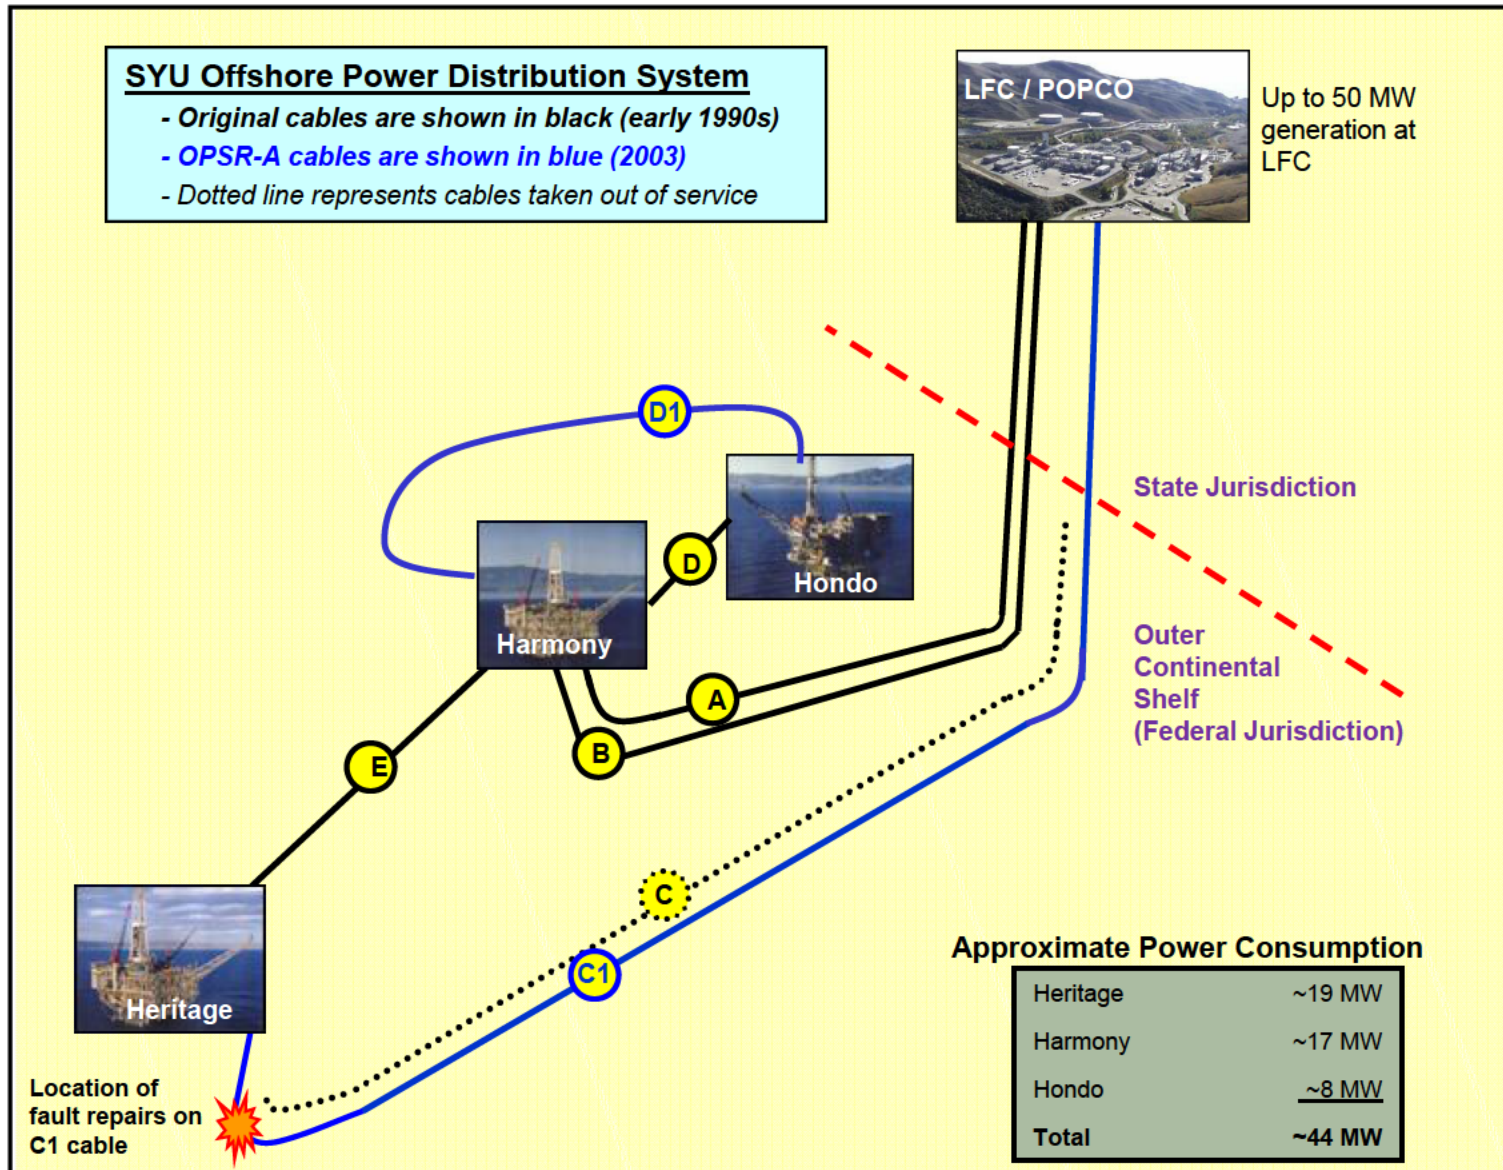 SYU Offshore Power Distribution System
- Original cables are shown in black (early 1990s)
- OPSR-A cables are shown in blue (2003)
- Dotted line represents cables taken out of service
LFC / POPCO
Up to 50 MW
generation at
LFC
D1
State Jurisdiction
D
Hondo
Harmony
Outer
Continental
Shelf
(Federal Jurisdiction)
A
B
E
C
C1
Heritage
Location of
fault repairs on
C1 cable
Approximate Power Consumption
Heritage ~19 MW
Harmony ~17 MW
Hondo ~8 MW
Total ~44 MW